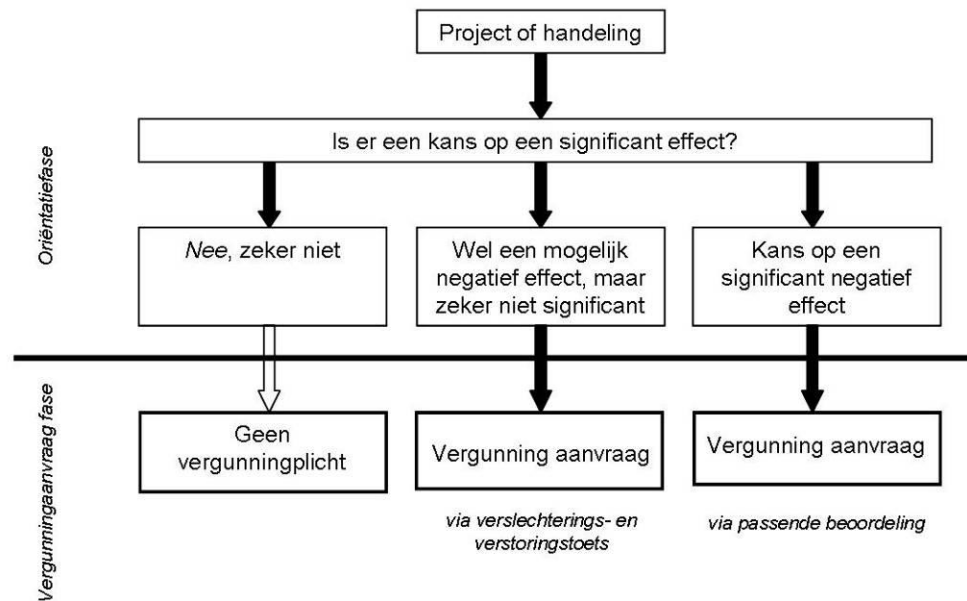 Project of handeling
Is er een kans op een significant effect?
Oriëntatiefase
Nee, zeker niet
Wel een mogelijk
negatief effect, maar
zeker niet significant
Kans op een
significant negatief
effect
Vergunningaanvraag fase
Geen
vergunningplicht
Vergunning aanvraag
via verslechterings- en
verstoringstoets
Vergunning aanvraag
via passende beoordeling